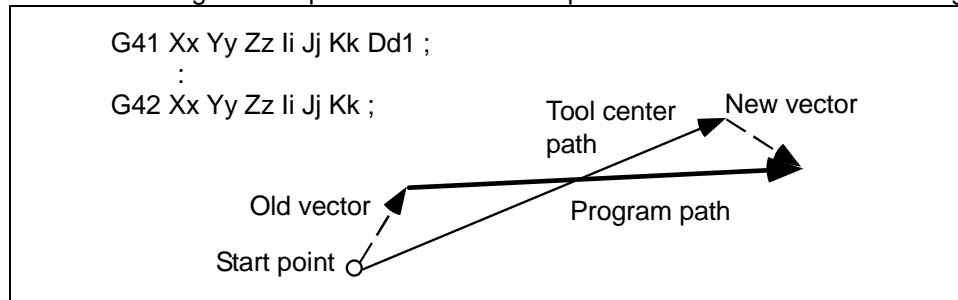 G41 Xx Yy Zz Ii Jj Kk Dd1 ;
:
G42 Xx Yy Zz Ii Jj Kk ;
Tool center path
New vector
Old vector
Program path
Start point